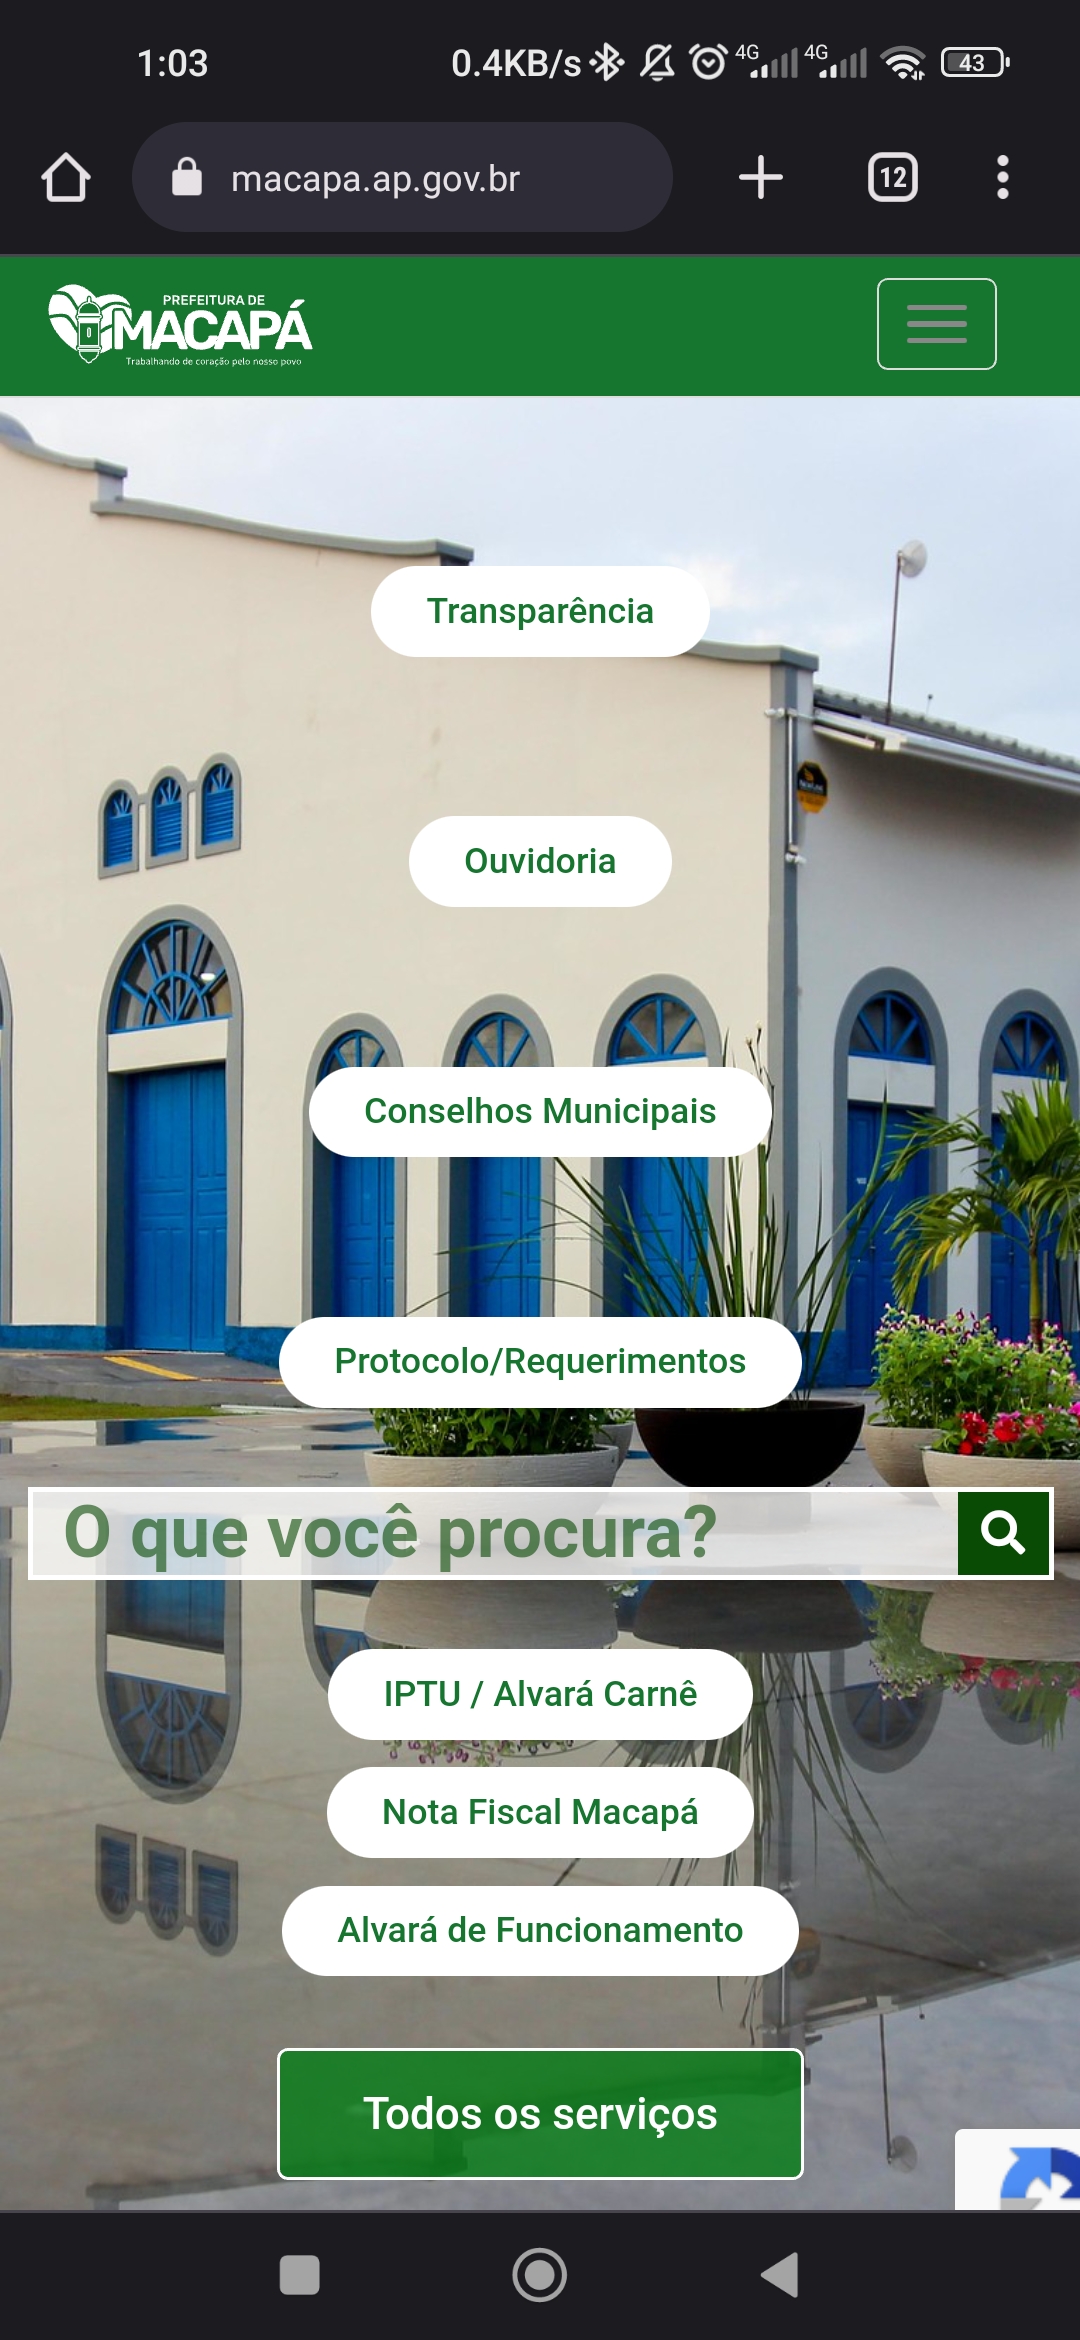 1:03 0.4KB/s 4G 4G 43
macapa.ap.gov.br 12
PREFEITURA DE
MACAPÁ
Trabalhando de coração pelo nosso povo
Transparência
Ouvidoria
Conselhos Municipais
Protocolo/Requerimentos
O que você procura?
IPTU / Alvará Carnê
Nota Fiscal Macapá
Alvará de Funcionamento
Todos os serviços